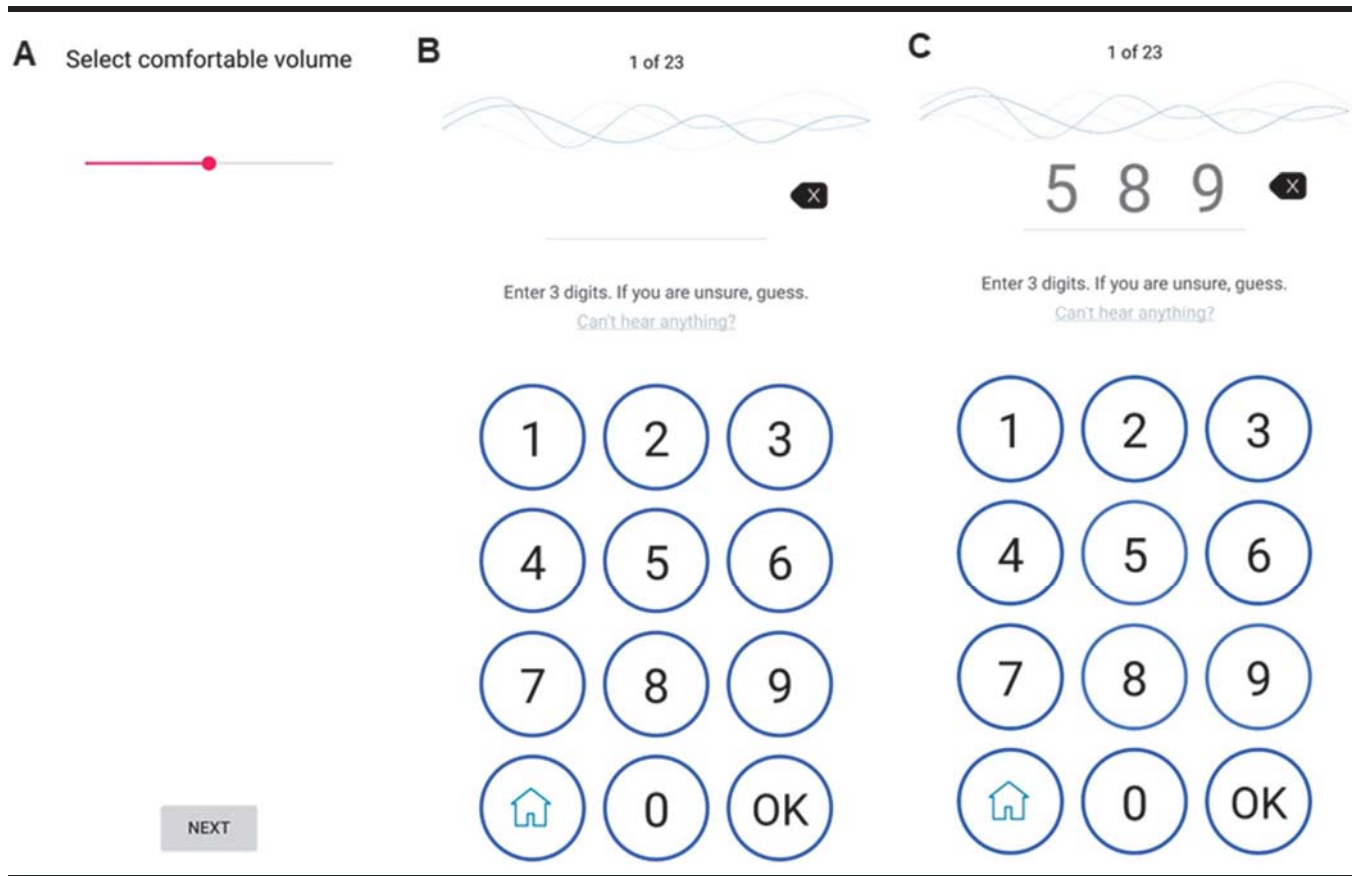 A
Select comfortable volume
NEXT
B
1 of 23
X
Enter 3 digits. If you are unsure, guess.
Can't hear anything?
1 2 3
4 5 6
7 8 9
0 OK
C
1 of 23
5 8 9 X
Enter 3 digits. If you are unsure, guess.
Can't hear anything?
1 2 3
4 5 6
7 8 9
0 OK